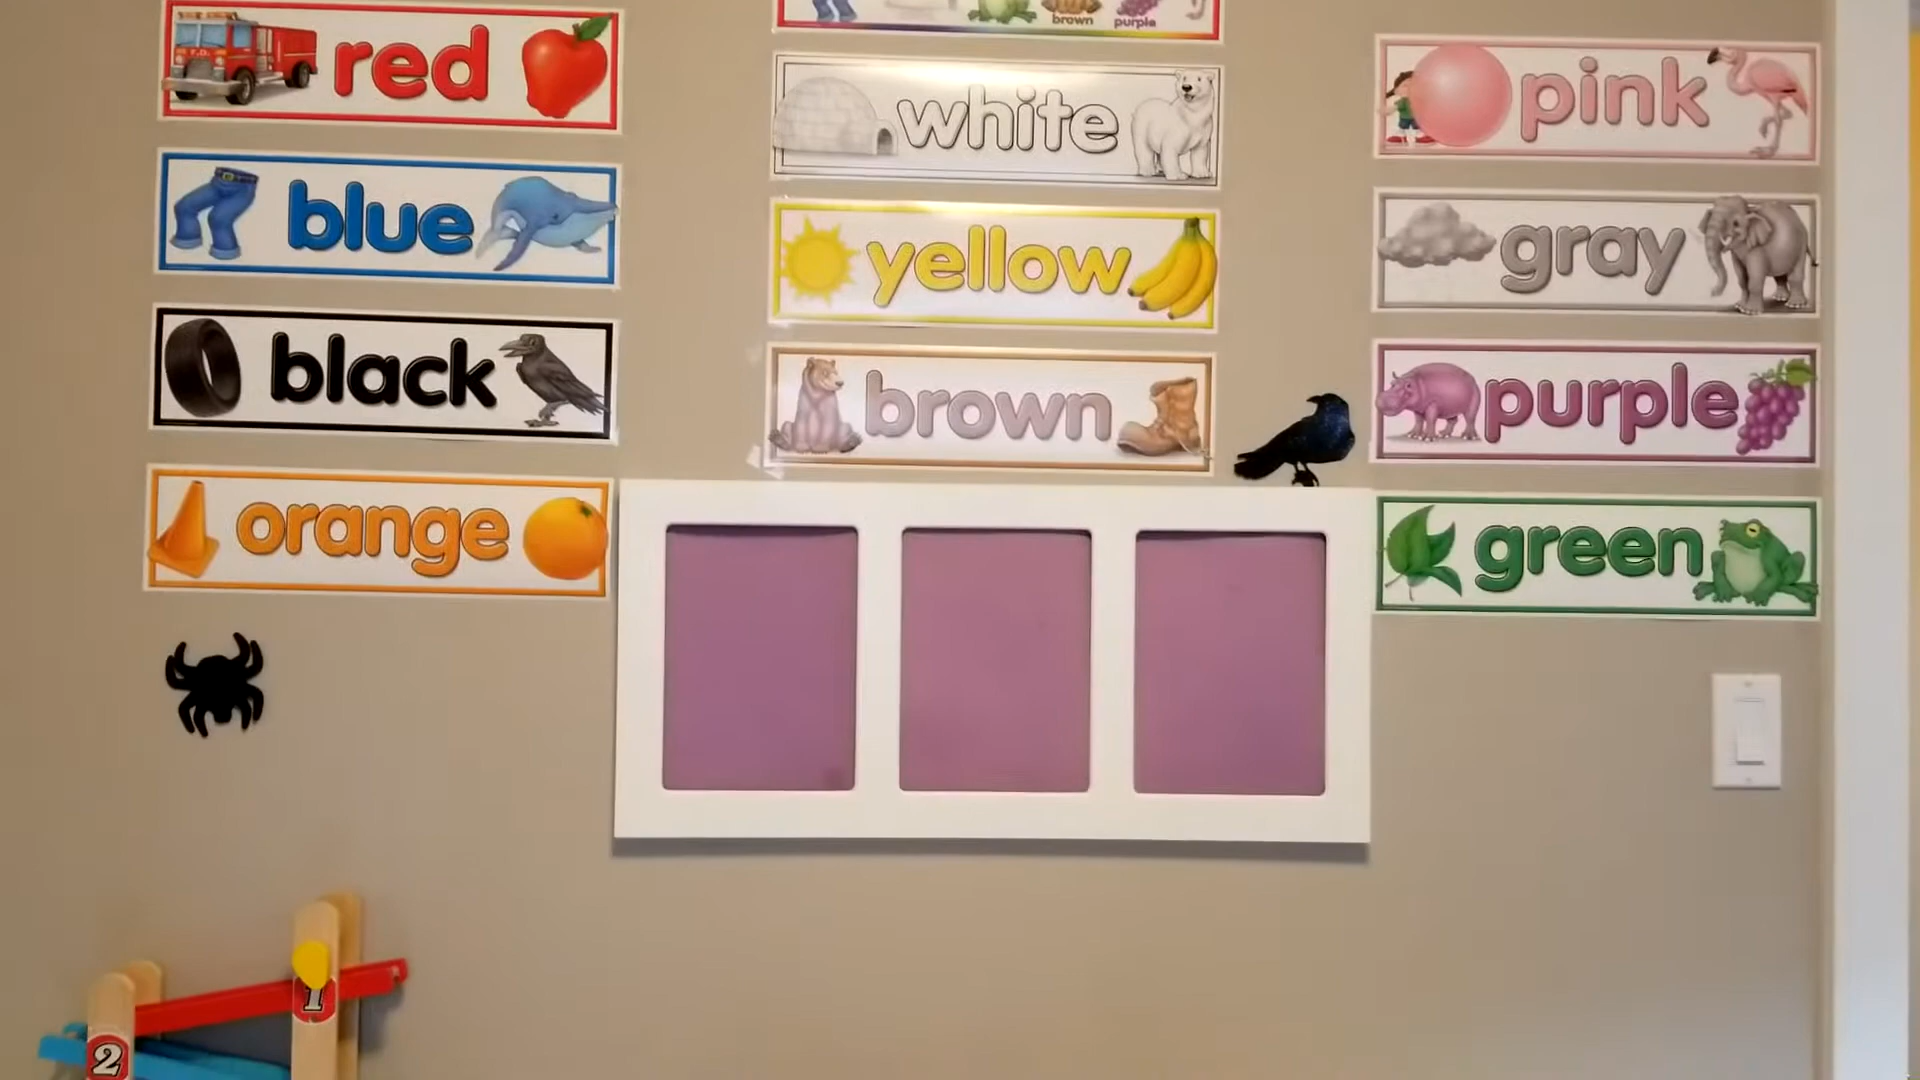 brown purple
red
white
pink
blue
yellow
gray
black
brown
purple
orange
green
1
2